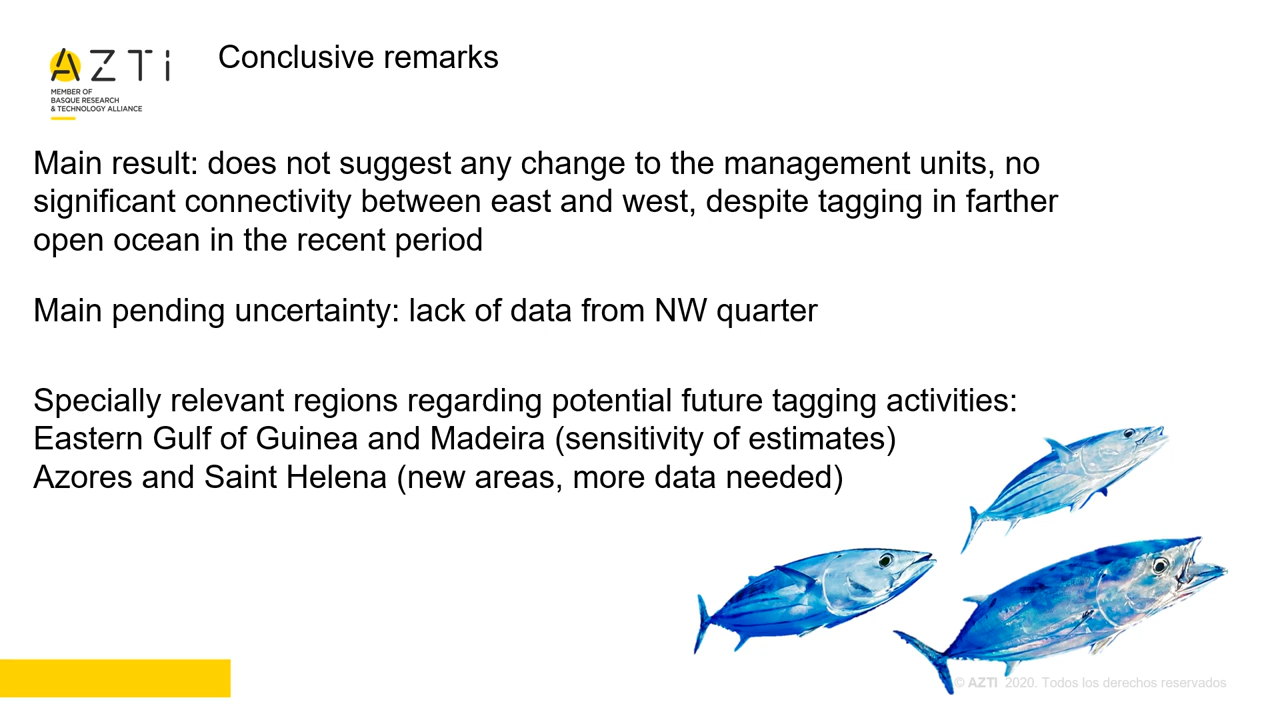 AZTi
MEMBER OF
BASQUE RESEARCH
& TECHNOLOGY ALLIANCE
Conclusive remarks
Main result: does not suggest any change to the management units, no
significant connectivity between east and west, despite tagging in farther
open ocean in the recent period
Main pending uncertainty: lack of data from NW quarter
Specially relevant regions regarding potential future tagging activities:
Eastern Gulf of Guinea and Madeira (sensitivity of estimates)
Azores and Saint Helena (new areas, more data needed)
© AZTI 2020. Todos los derechos reservados